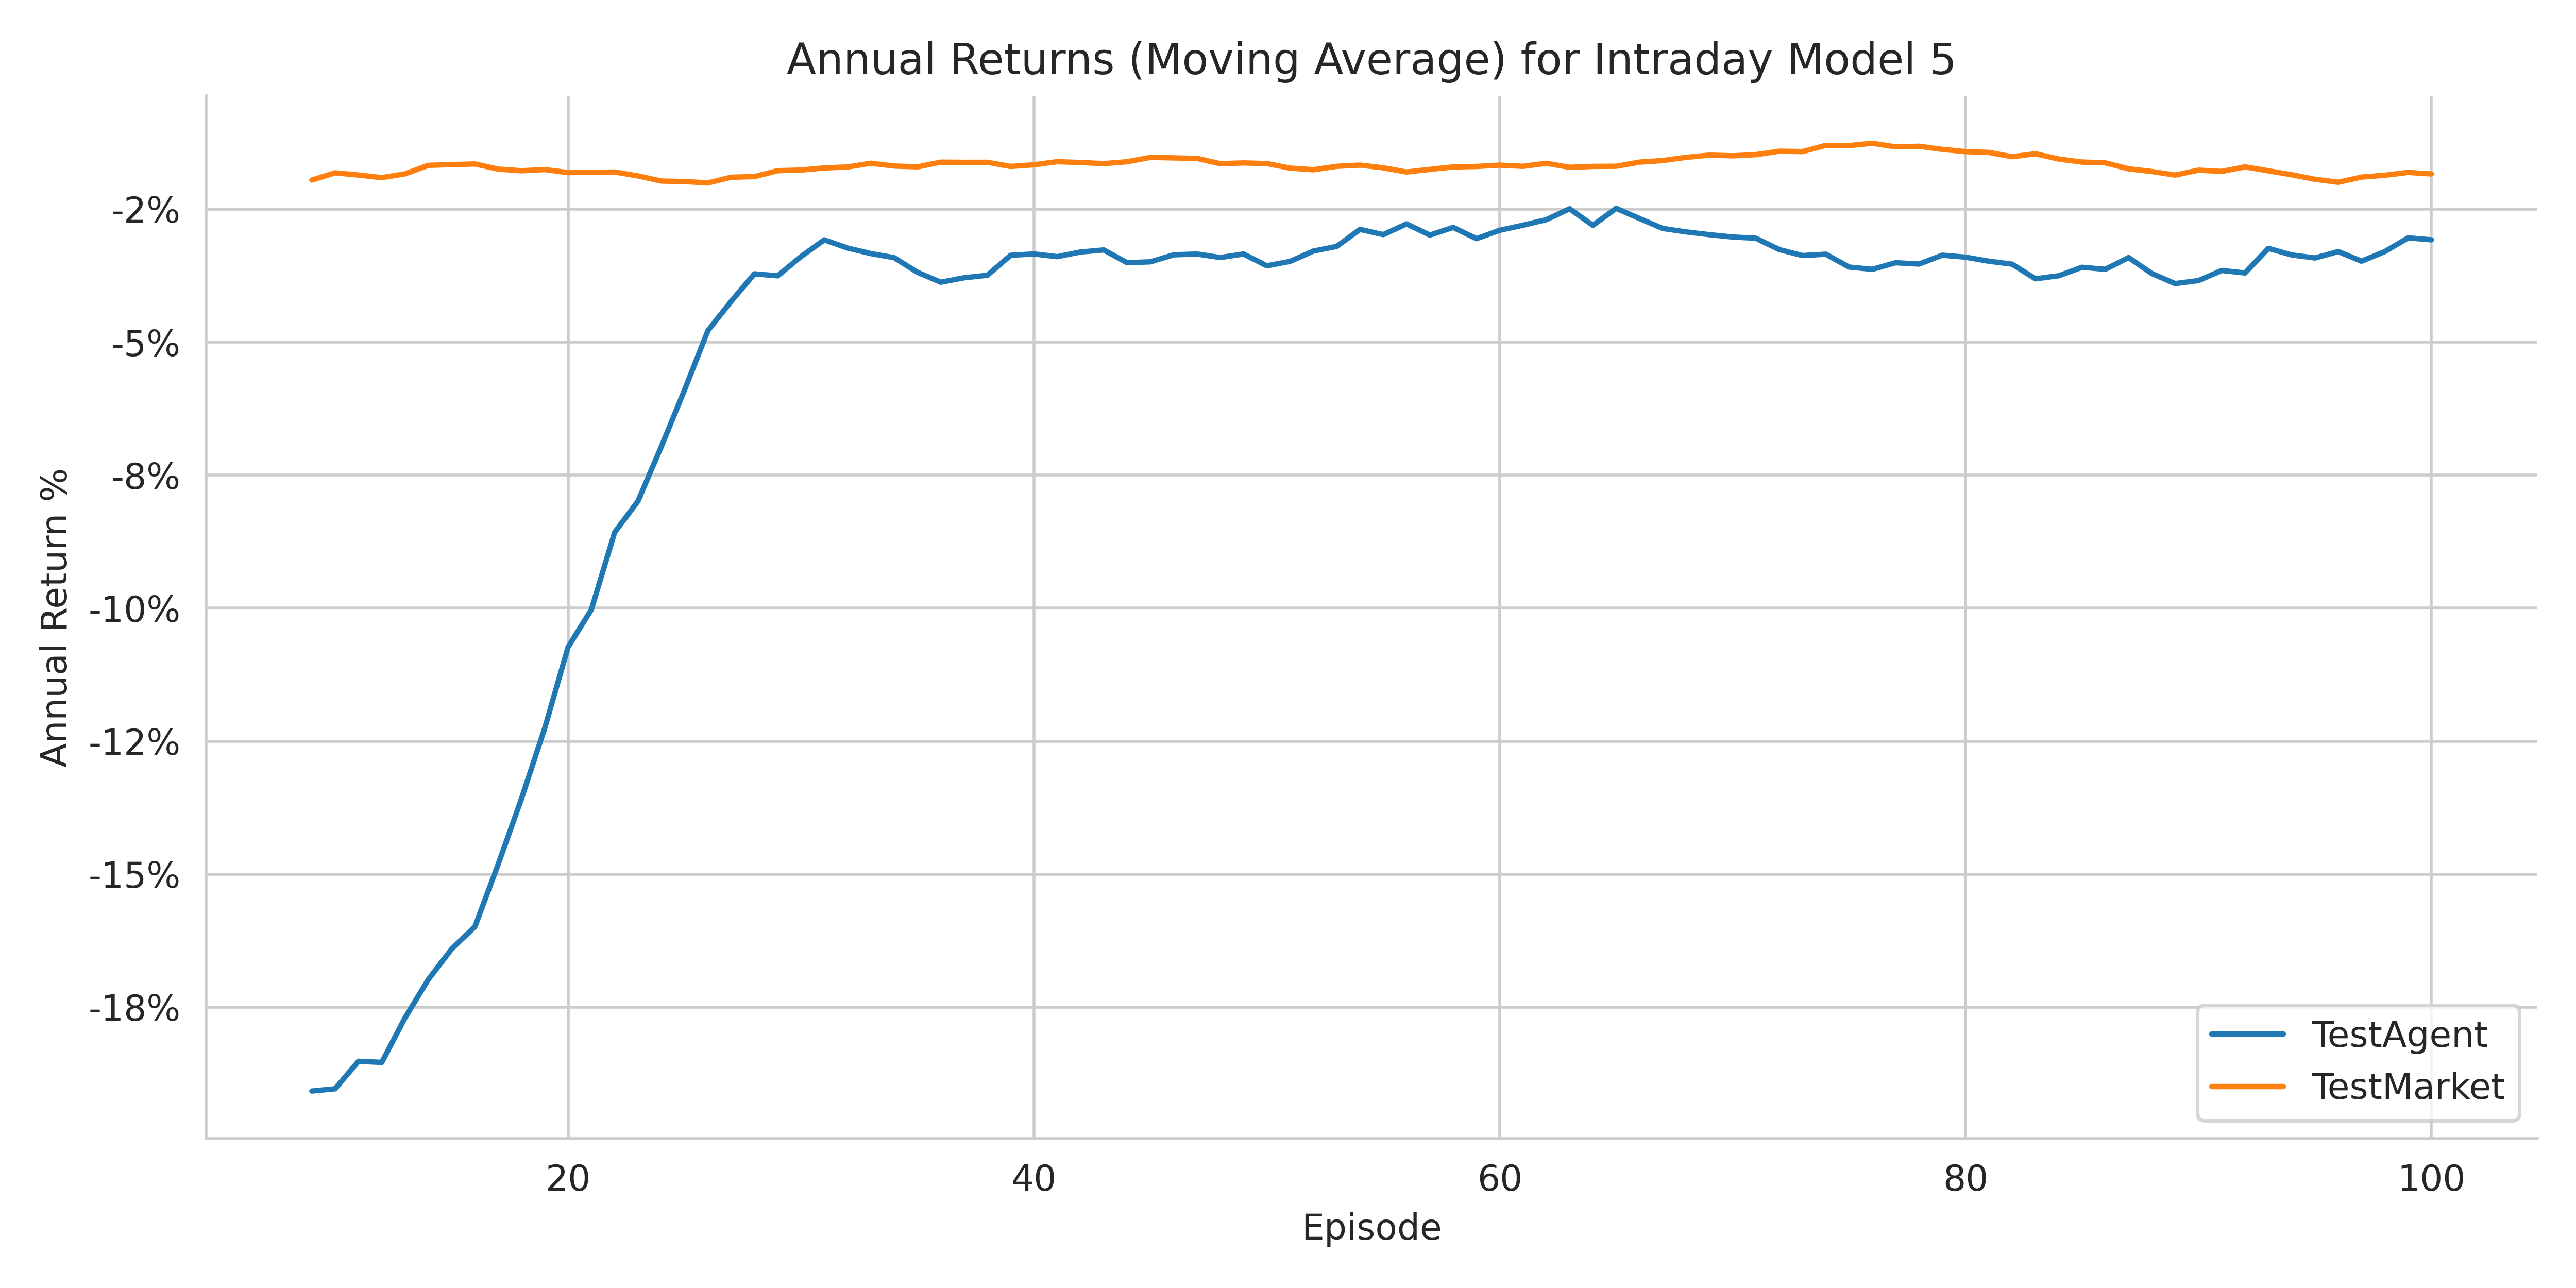 Annual Returns (Moving Average) for Intraday Model 5
Annual Return %
-2%
-5%
-8%
-10%
-12%
-15%
-18%
20
40
60
80
100
Episode
TestAgent
TestMarket